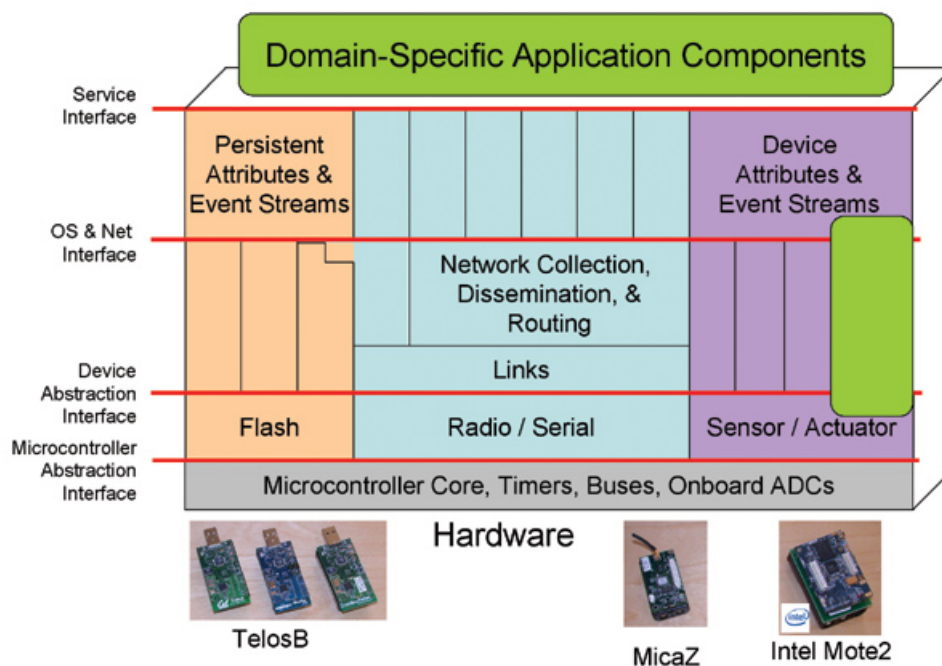 Domain-Specific Application Components
Service
Interface
Persistent
Attributes &
Event Streams
Device
Attributes &
Event Streams
OS & Net
Interface
Network Collection,
Dissemination, &
Routing
Links
Device
Abstraction
Interface
Flash
Radio / Serial
Sensor / Actuator
Microcontroller
Abstraction
Interface
Microcontroller Core, Timers, Buses, Onboard ADCs
Hardware
intel
TelosB
MicaZ
Intel Mote2